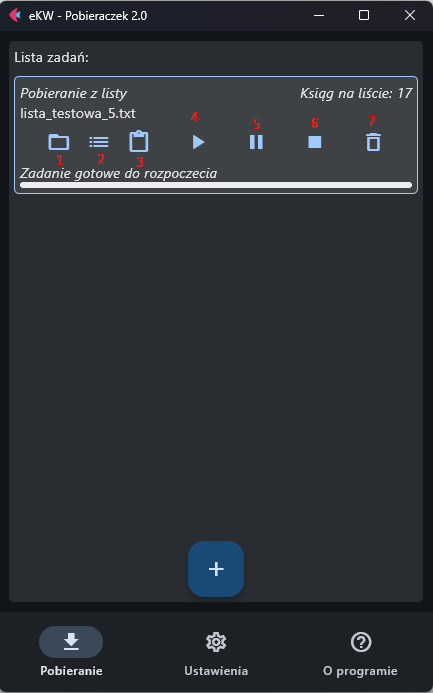 eKW - Pobieraczek 2.0
Lista zadań:
Pobieranie z listy Ksiąg na liście: 17
lista_testowa_5.txt
1 2 3 4 5 6 7
Zadanie gotowe do rozpoczecia
+
Pobieranie Ustawienia O programie